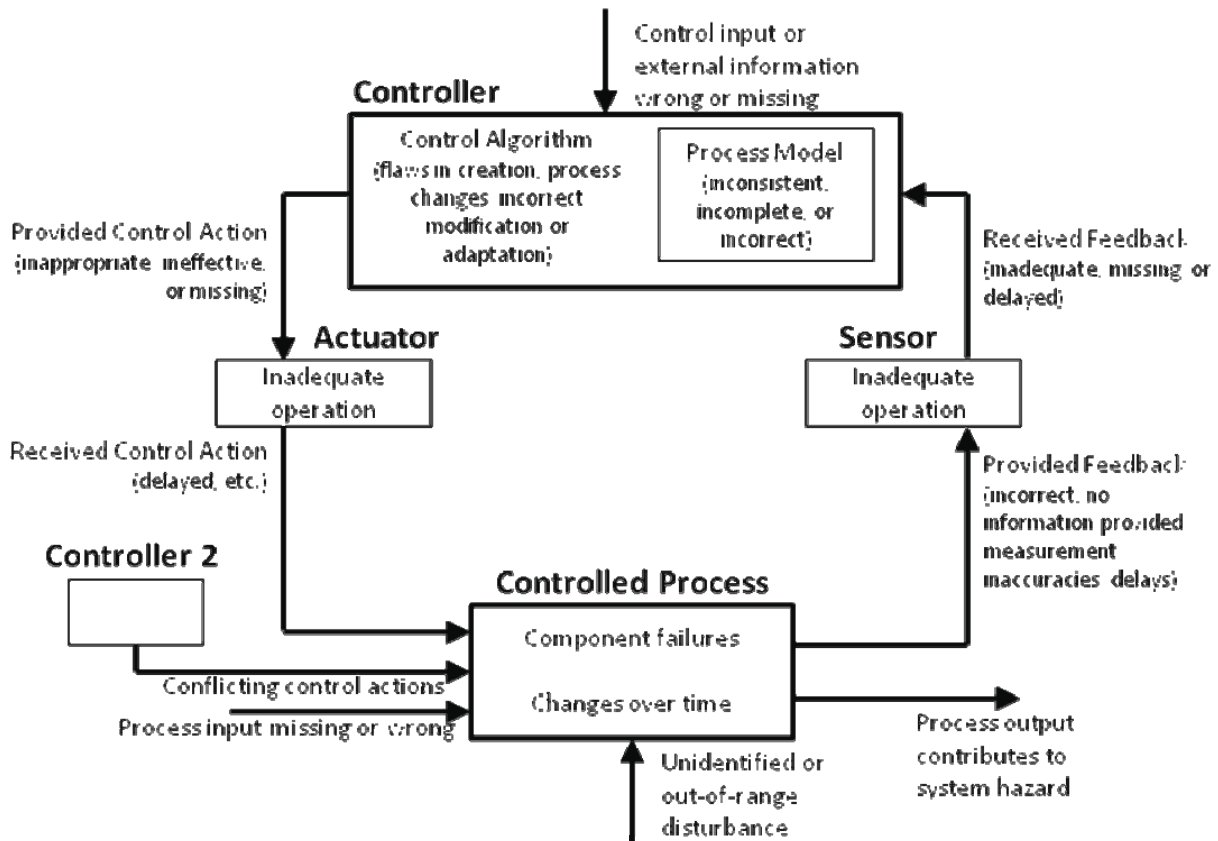 Control input or
external information
wrong or missing
Controller
Control Algorithm
(flaws in creation, process
changes incorrect
modification or
adaptation)
Process Model
(inconsistent,
incomplete, or
incorrect)
Provided Control Action
(inappropriate ineffective,
or missing)
Received Feedback
(inadequate, missing or
delayed)
Actuator
Inadequate
operation
Sensor
Inadequate
operation
Received Control Action
(delayed, etc.)
Provided Feedback
(incorrect, no
information provided
measurement
inaccuracies delays)
Controller 2
Controlled Process
Component failures
Changes over time
Conflicting control actions
Process input missing or wrong
Unidentified or
out-of-range
disturbance
Process output
contributes to
system hazard